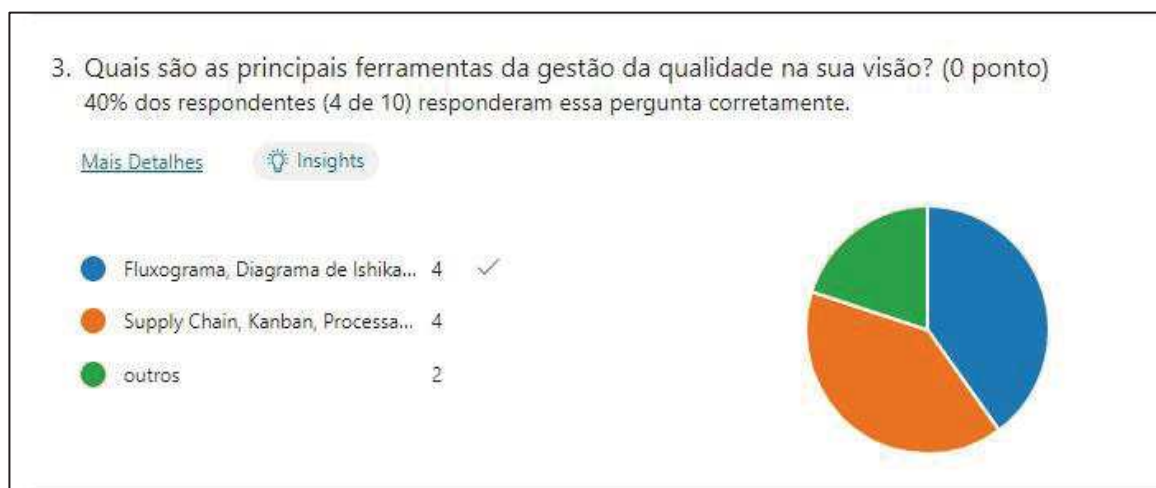 3. Quais são as principais ferramentas da gestão da qualidade na sua visão? (0 ponto)
40% dos respondentes (4 de 10) responderam essa pergunta corretamente.
Mais Detalhes Insights
Fluxograma, Diagrama de Ishika... 4
Supply Chain, Kanban, Processa... 4
outros 2